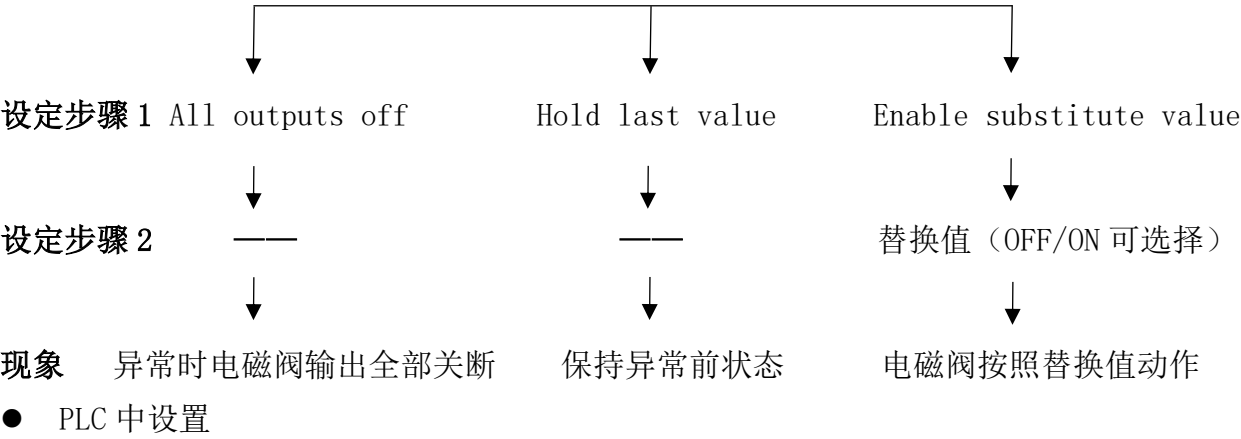 设定步骤 1 All outputs off Hold last value Enable substitute value
设定步骤 2 —— —— 替换值（OFF/ON 可选择）
现象 异常时电磁阀输出全部关断 保持异常前状态 电磁阀按照替换值动作
● PLC 中设置